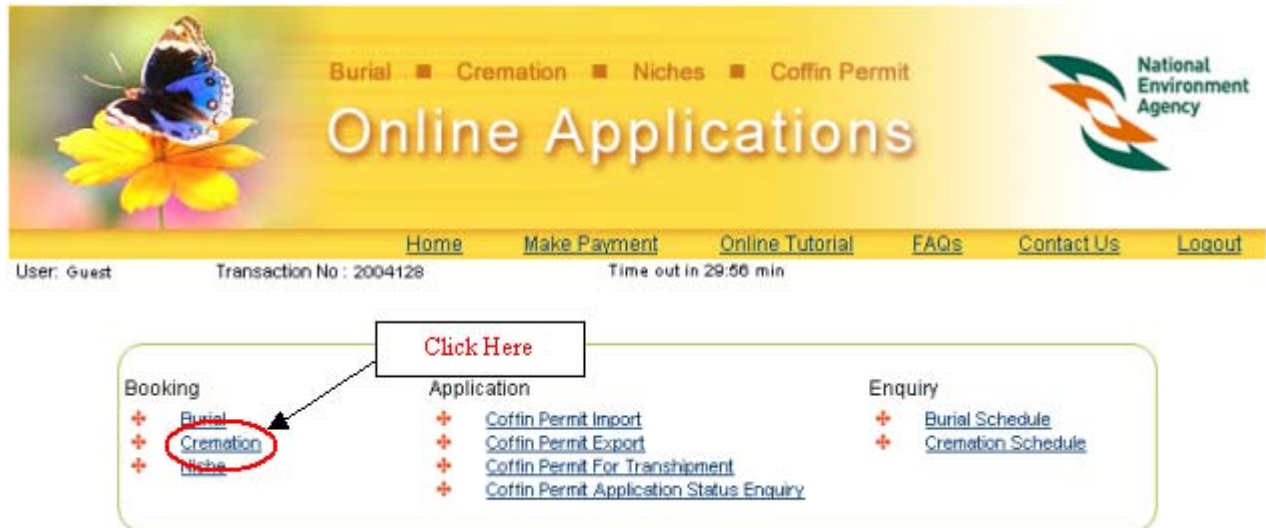 Burial ■ Cremation ■ Niches ■ Coffin Permit
Online Applications
National
Environment
Agency
Home Make Payment Online Tutorial FAQs Contact Us Logout
User: Guest Transaction No : 2004128 Time out in 29:56 min
Click Here
Booking
Burial
Cremation
Niche
Application
Coffin Permit Import
Coffin Permit Export
Coffin Permit For Transhipment
Coffin Permit Application Status Enquiry
Enquiry
Burial Schedule
Cremation Schedule